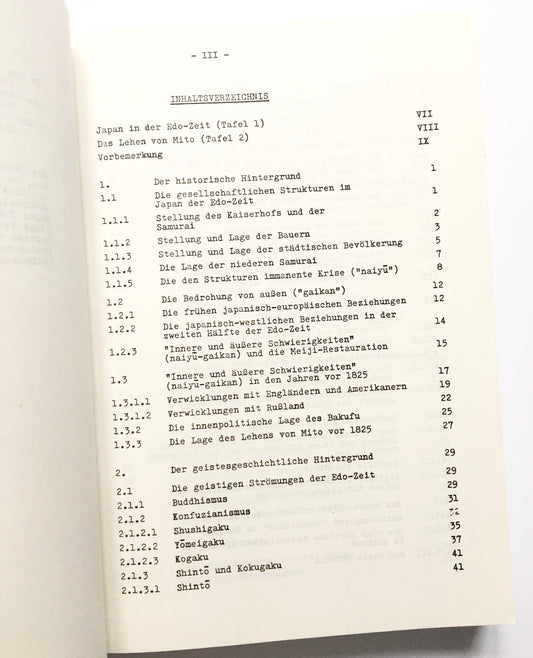 - III -
INHALTSVERZEICHNIS
Japan in der Edo-Zeit (Tafel 1) VII
Das Lehen von Mito (Tafel 2) VIII
Vorbemerkung IX
1. Der historische Hintergrund 1
1.1 Die gesellschaftlichen Strukturen im
Japan der Edo-Zeit 1
1.1.1 Stellung des Kaiserhofs und der
Samurai 2
1.1.2 Stellung und Lage der Bauern 3
1.1.3 Stellung und Lage der städtischen Bevölkerung 5
1.1.4 Die Lage der niederen Samurai 7
1.1.5 Die den Strukturen immanente Krise ("naiyū") 8
1.2 Die Bedrohung von außen ("gaikan") 12
1.2.1 Die frühen japanisch-europäischen Beziehungen 12
1.2.2 Die japanisch-westlichen Beziehungen in der
zweiten Hälfte der Edo-Zeit 14
1.2.3 "Innere und äußere Schwierigkeiten"
(naiyū-gaikan) und die Meiji-Restauration 15
1.3 "Innere und äußere Schwierigkeiten"
(naiyū-gaikan) in den Jahren vor 1825 17
1.3.1.1 Verwicklungen mit Engländern und Amerikanern 19
1.3.1.2 Verwicklungen mit Rußland 22
1.3.2 Die innenpolitische Lage des Bakufu 25
1.3.3 Die Lage des Lehens von Mito vor 1825 27
2. Der geistesgeschichtliche Hintergrund 29
2.1 Die geistigen Strömungen der Edo-Zeit 29
2.1.1 Buddhismus 29
2.1.2 Konfuzianismus 31
2.1.2.1 Shushigaku 32
2.1.2.2 Yōmeigaku 35
2.1.2.3 Kogaku 37
2.1.3 Shintō und Kokugaku 41
2.1.3.1 Shintō 41